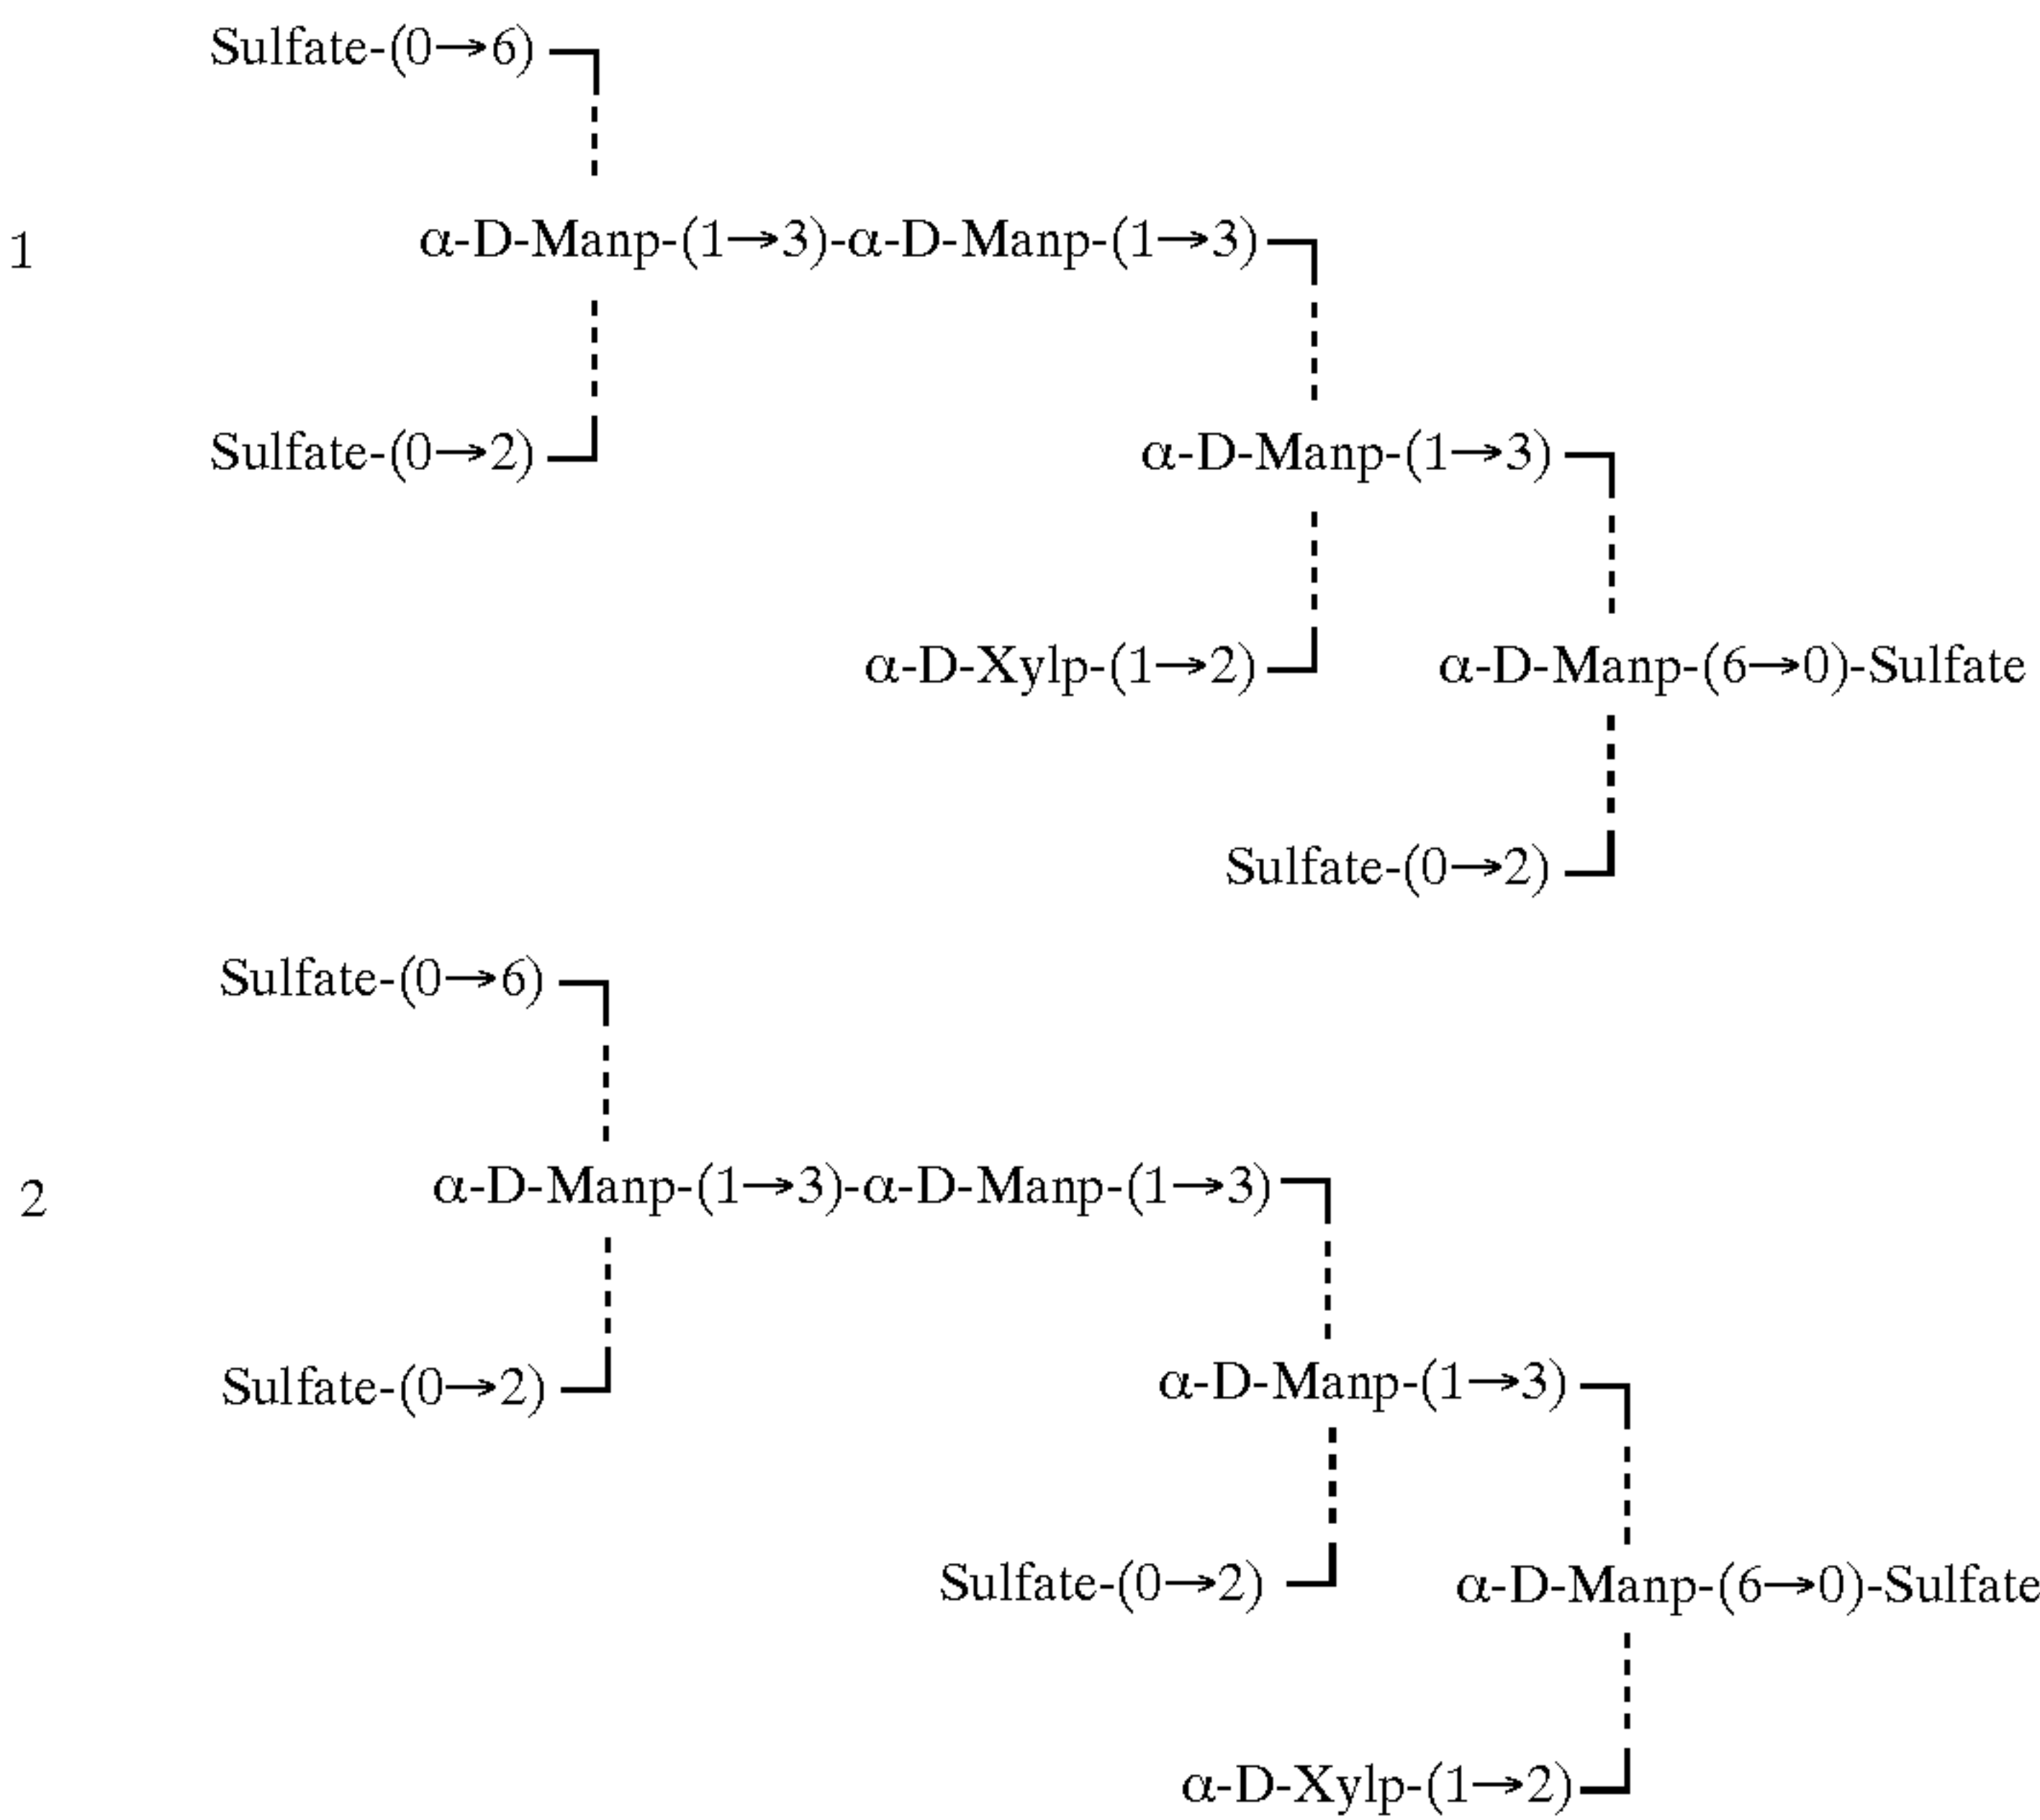 Sulfate-(0→6)
1
α-D-Manp-(1→3)-α-D-Manp-(1→3)
Sulfate-(0→2)
α-D-Manp-(1→3)
α-D-Xylp-(1→2)
α-D-Manp-(6→0)-Sulfate
Sulfate-(0→2)
Sulfate-(0→6)
2
α-D-Manp-(1→3)-α-D-Manp-(1→3)
Sulfate-(0→2)
α-D-Manp-(1→3)
Sulfate-(0→2)
α-D-Manp-(6→0)-Sulfate
α-D-Xylp-(1→2)